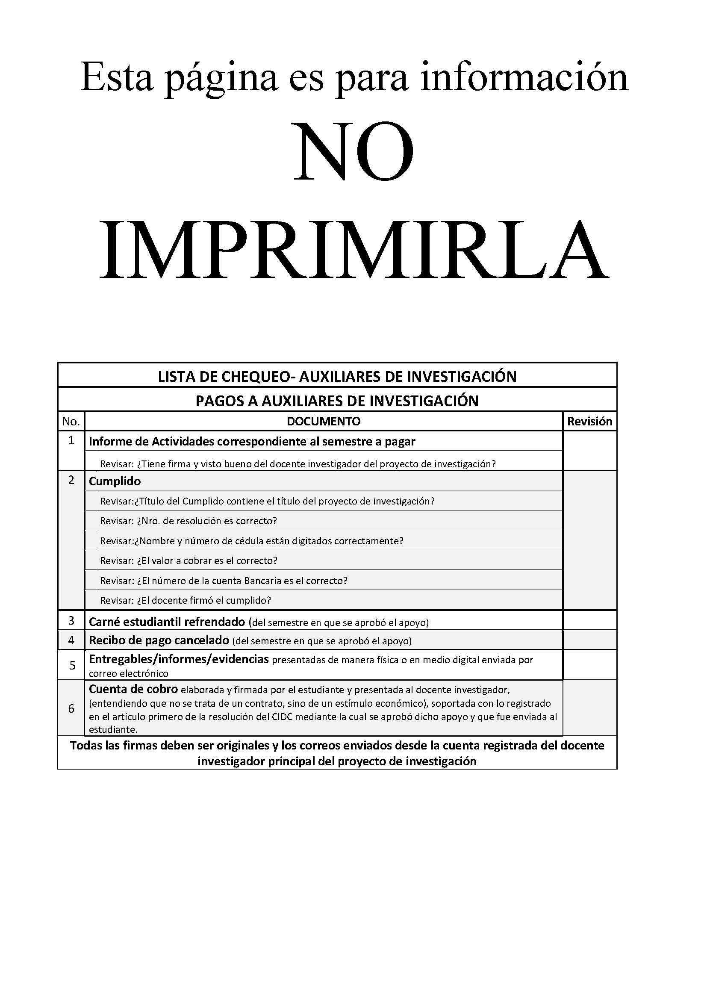 Esta página es para información
NO
IMPRIMIRLA
LISTA DE CHEQUEO- AUXILIARES DE INVESTIGACIÓN
PAGOS A AUXILIARES DE INVESTIGACIÓN
No. DOCUMENTO Revisión
1 Informe de Actividades correspondiente al semestre a pagar
Revisar: ¿Tiene firma y visto bueno del docente investigador del proyecto de investigación?
2 Cumplido
Revisar:¿Título del Cumplido contiene el título del proyecto de investigación?
Revisar: ¿Nro. de resolución es correcto?
Revisar:¿Nombre y número de cédula están digitados correctamente?
Revisar: ¿El valor a cobrar es el correcto?
Revisar: ¿El número de la cuenta Bancaria es el correcto?
Revisar: ¿El docente firmó el cumplido?
3 Carné estudiantil refrendado (del semestre en que se aprobó el apoyo)
4 Recibo de pago cancelado (del semestre en que se aprobó el apoyo)
5 Entregables/informes/evidencias presentadas de manera física o en medio digital enviada por
correo electrónico
6 Cuenta de cobro elaborada y firmada por el estudiante y presentada al docente investigador,
(entendiendo que no se trata de un contrato, sino de un estímulo económico), soportada con lo registrado
en el artículo primero de la resolución del CIDC mediante la cual se aprobó dicho apoyo y que fue enviada al
estudiante.
Todas las firmas deben ser originales y los correos enviados desde la cuenta registrada del docente
investigador principal del proyecto de investigación